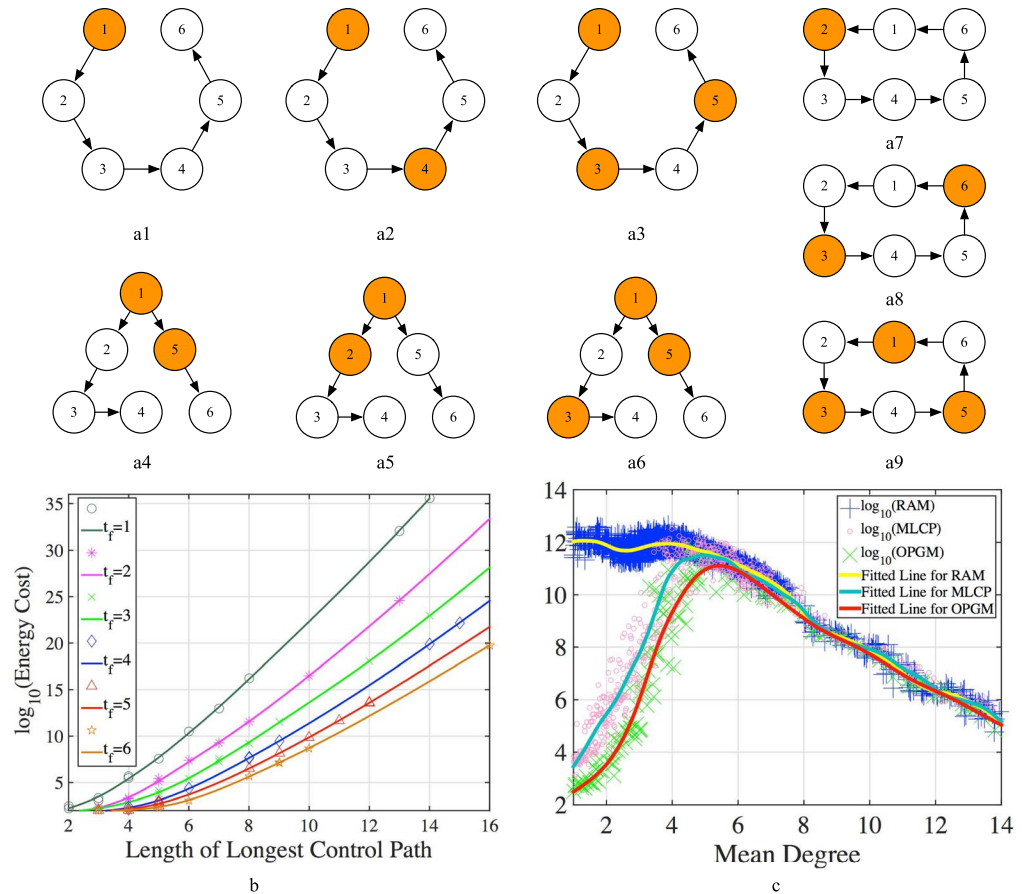 1 6
2 5
3 4
a1
1 6
2 5
3 4
a2
1 6
2 5
3 4
a3
2 1 6
3 4 5
a7
2 1 6
3 4 5
a8
2 1 6
3 4 5
a9
1
2 5
3 4 6
a4
1
2 5
3 4 6
a5
1
2 5
3 4 6
a6
35
30
25
20
15
10
5
2 4 6 8 10 12 14 16
log10(Energy Cost)
Length of Longest Control Path
tf=1
tf=2
tf=3
tf=4
tf=5
tf=6
b
14
12
10
8
6
4
2
2 4 6 8 10 12 14
Mean Degree
log10(RAM)
log10(MLCP)
log10(OPGM)
Fitted Line for RAM
Fitted Line for MLCP
Fitted Line for OPGM
c